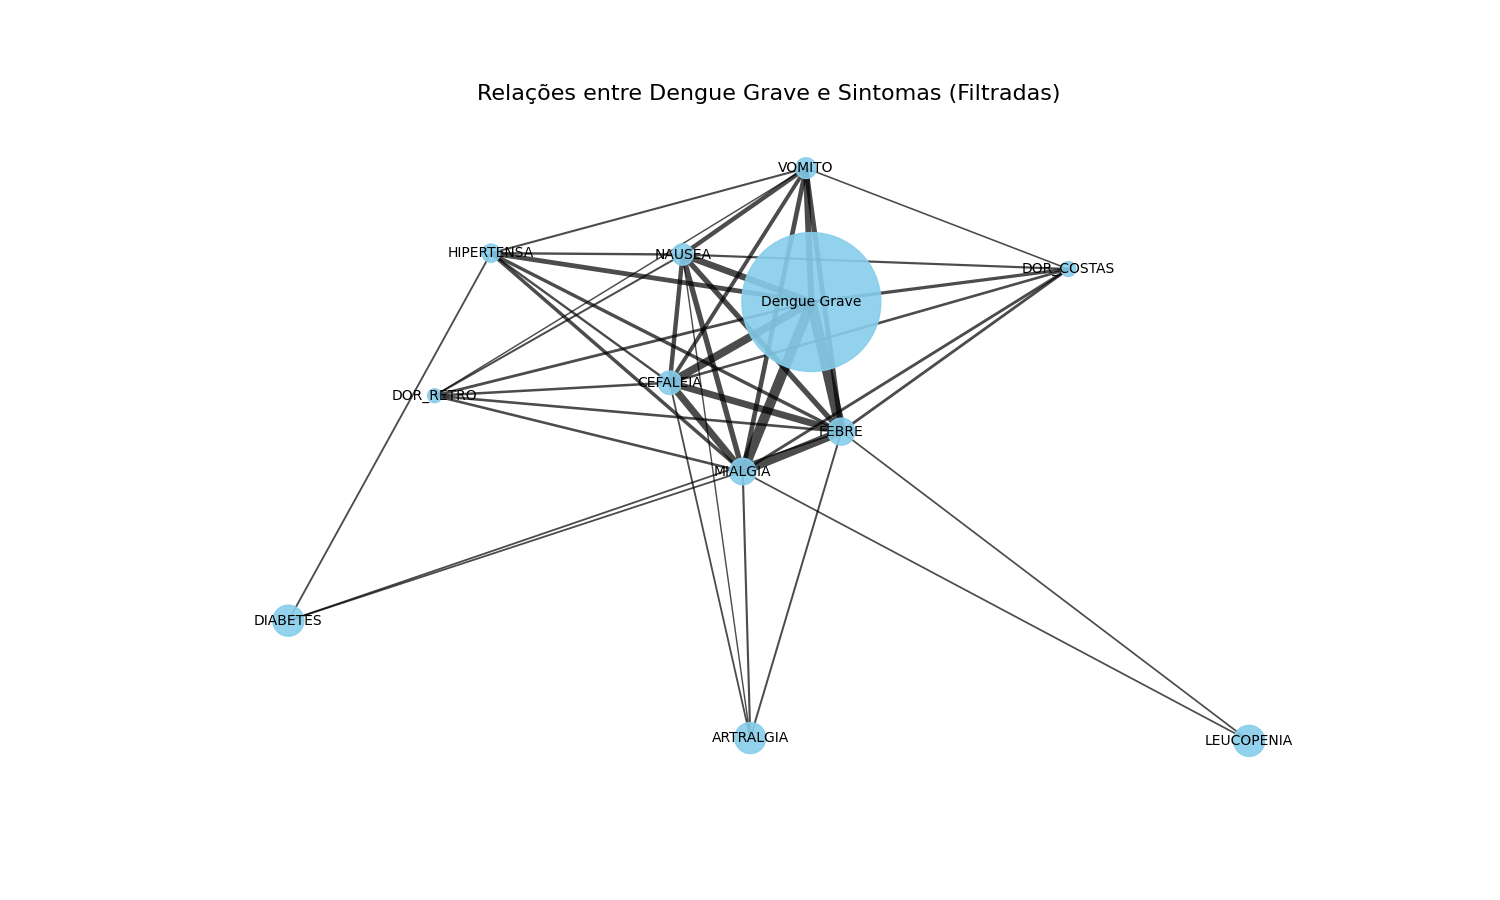 Relações entre Dengue Grave e Sintomas (Filtradas)
VOMITO
HIPERTENSA
NAUSEA
DOR_COSTAS
Dengue Grave
CEFALEIA
DOR_RETRO
FEBRE
MIALGIA
DIABETES
ARTRALGIA
LEUCOPENIA